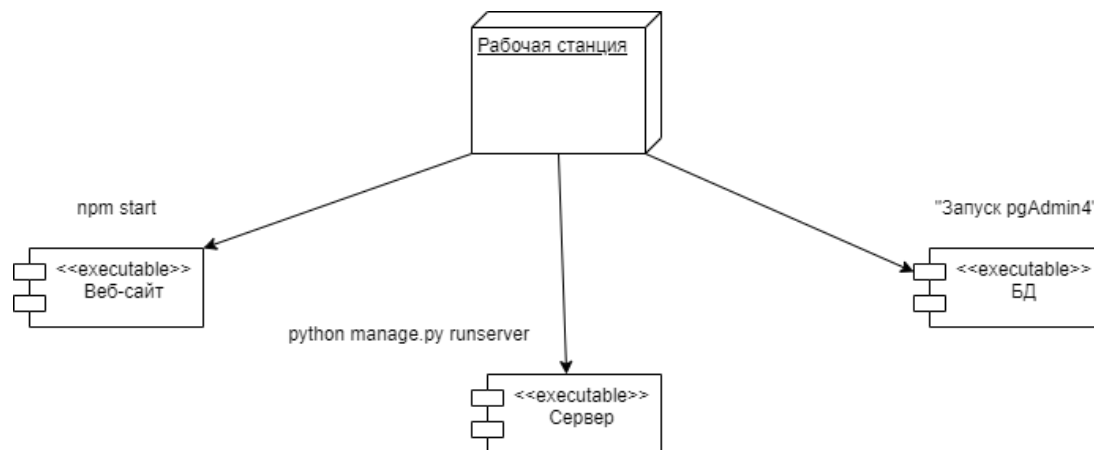 Рабочая станция
npm start
"Запуск pgAdmin4"
<<executable>>
Веб-сайт
<<executable>>
БД
python manage.py runserver
<<executable>>
Сервер